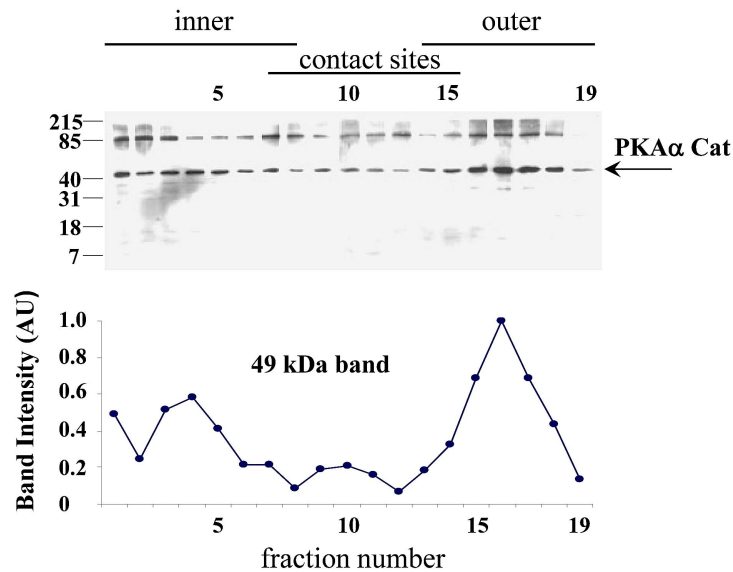 inner outer
contact sites
5 10 15 19
215
85
40
31
18
7
PKAα Cat
Band Intensity (AU)
1.0
0.8
0.6
0.4
0.2
0
49 kDa band
5 10 15 19
fraction number